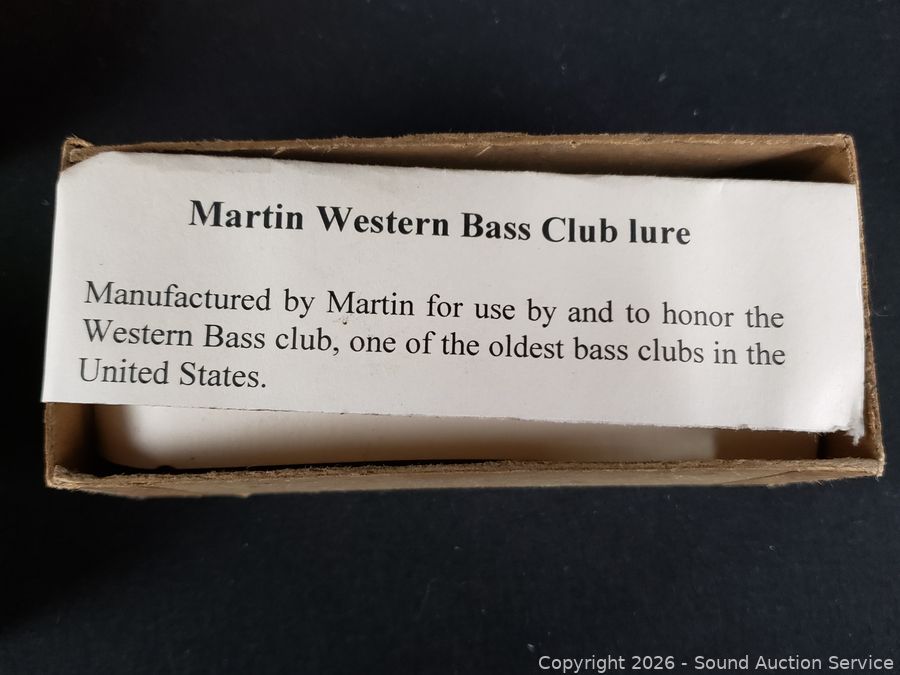 Martin Western Bass Club lure
Manufactured by Martin for use by and to honor the
Western Bass club, one of the oldest bass clubs in the
United States.
Copyright 2026 - Sound Auction Service